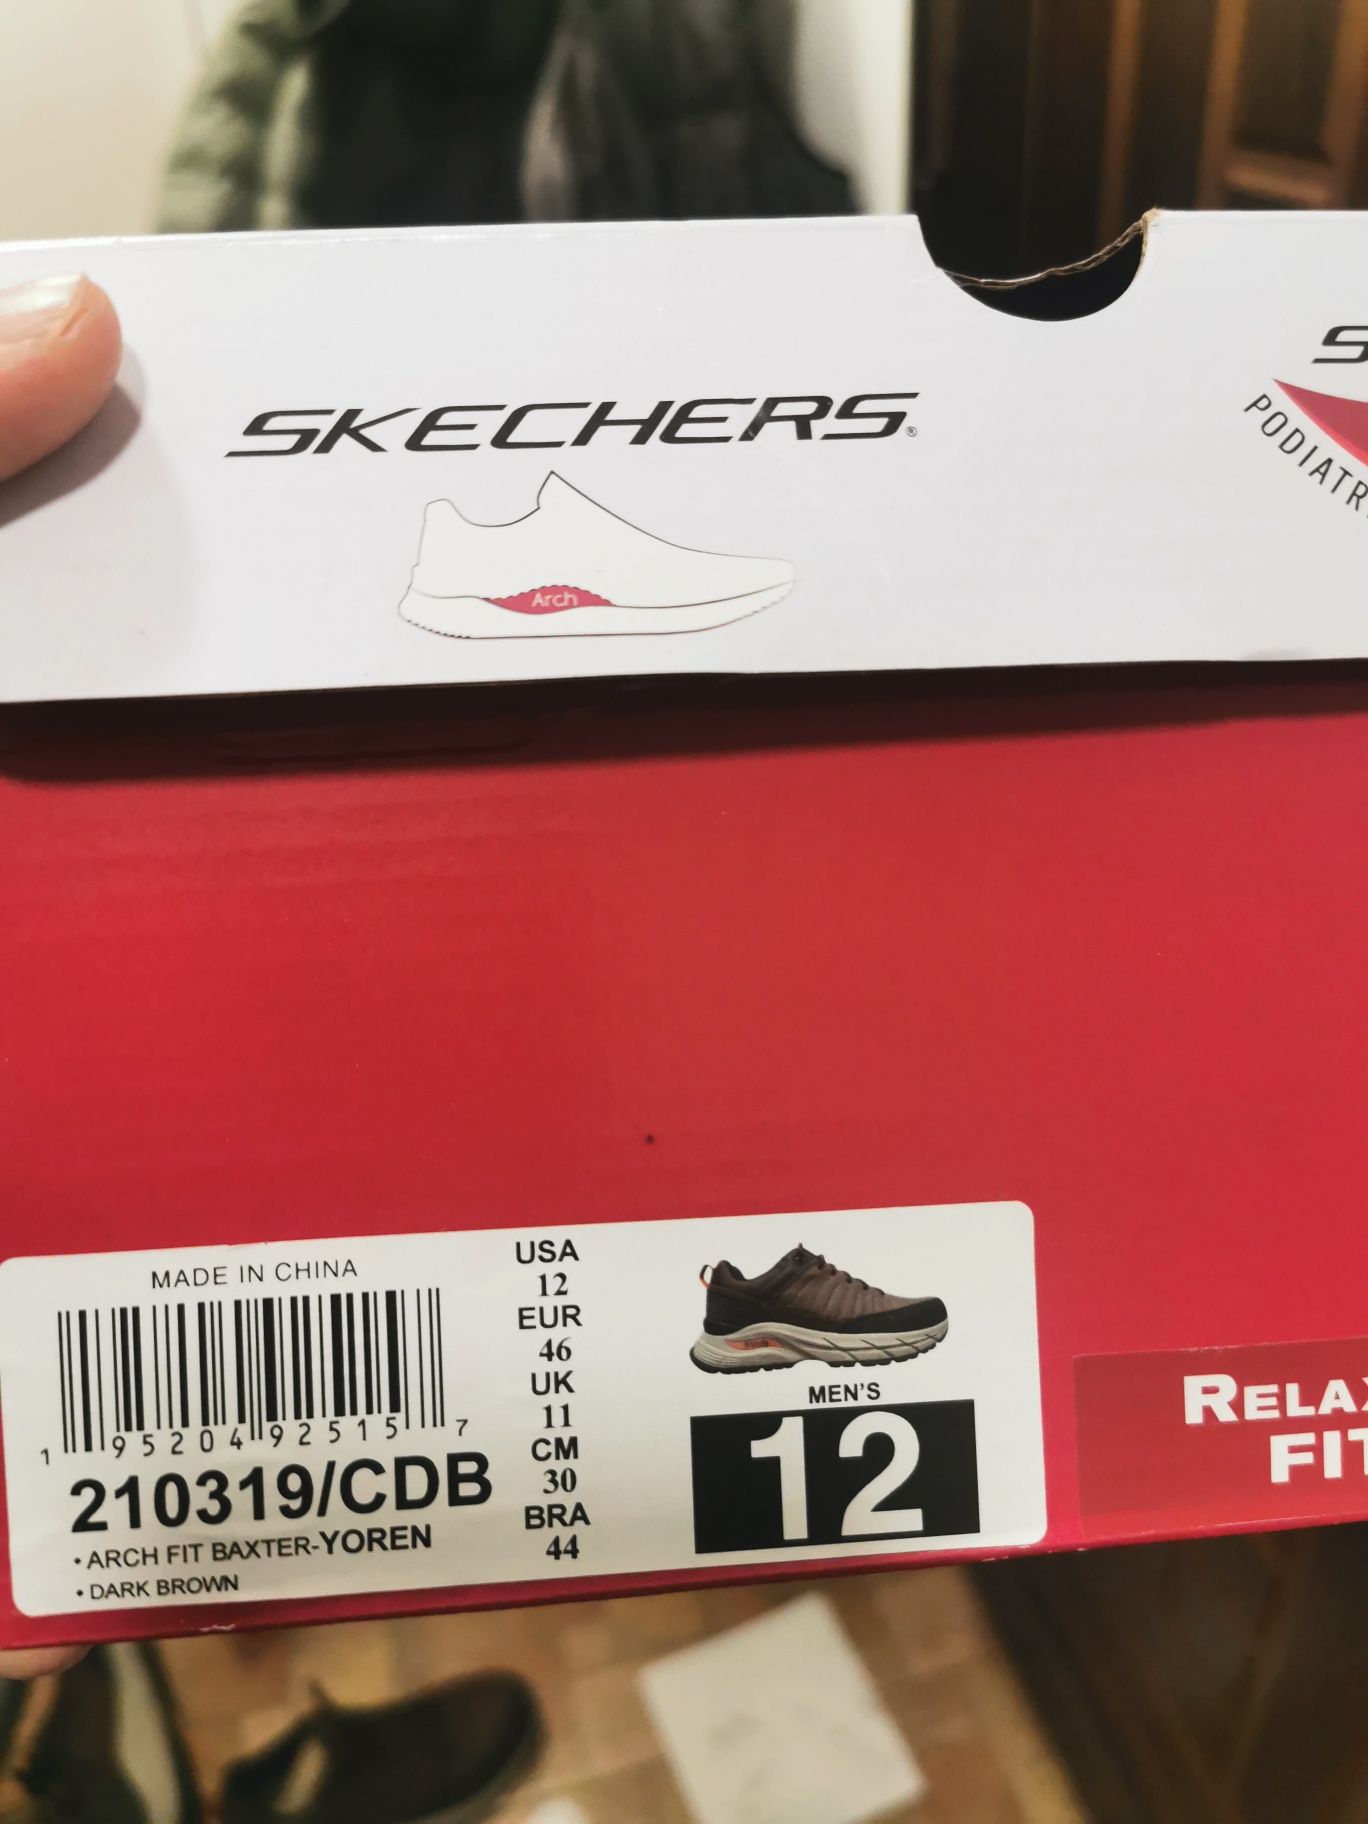 SKECHERS®
Arch
S
PODIATR
MADE IN CHINA
1 95204 92515 7
210319/CDB
• ARCH FIT BAXTER-YOREN
• DARK BROWN
USA
12
EUR
46
UK
11
CM
30
BRA
44
MEN'S
12
RELAX
FIT